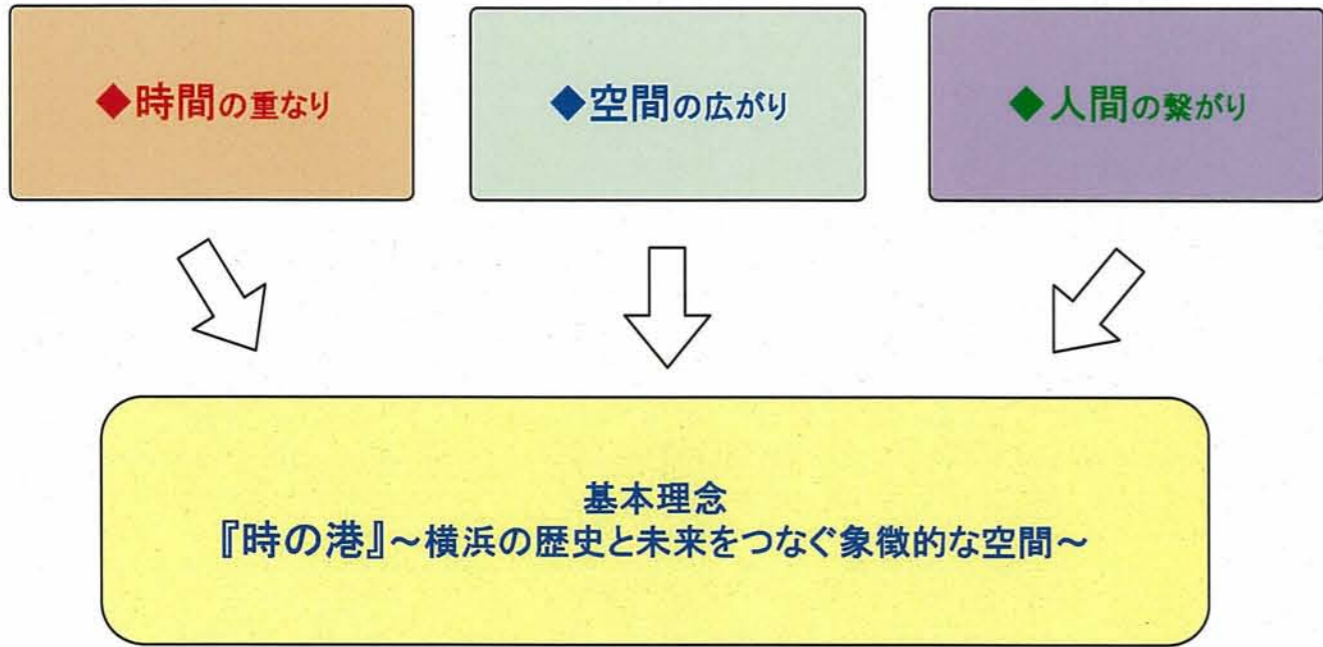 ◆時間の重なり
◆空間の広がり
◆人間の繋がり
基本理念
『時の港』～横浜の歴史と未来をつなぐ象徴的な空間～